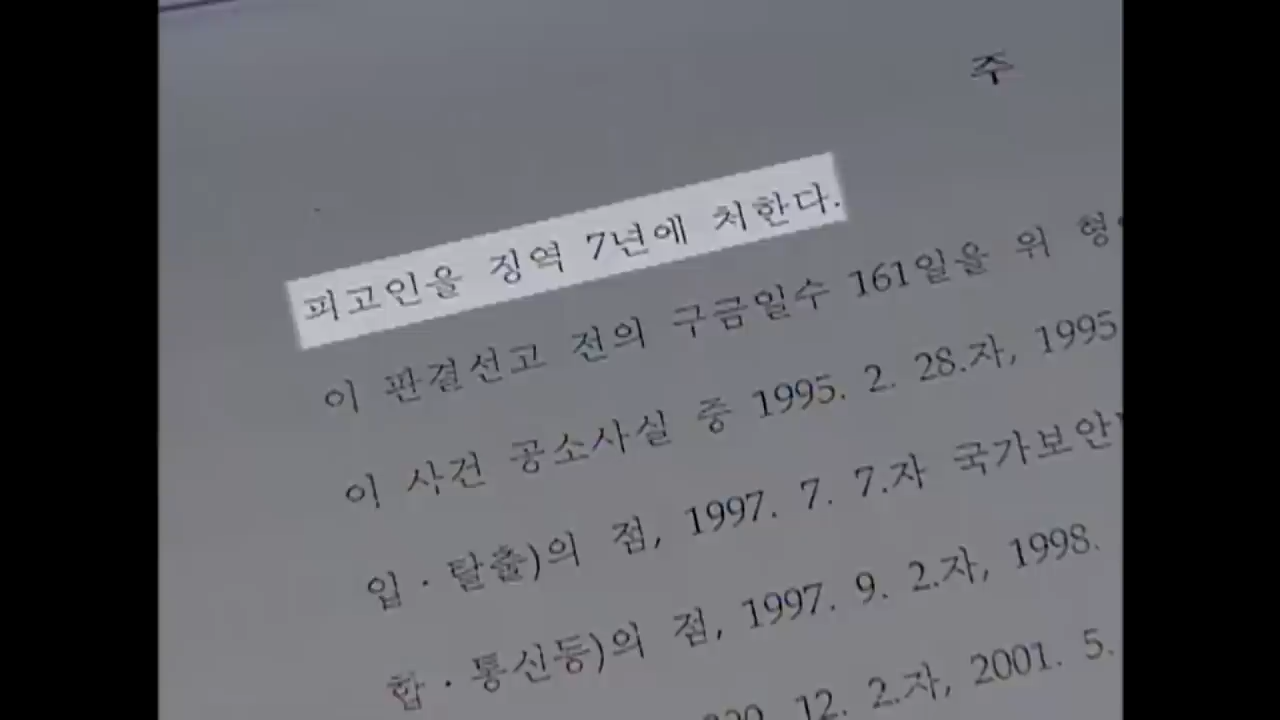 주
피고인을 징역 7년에 처한다.
이 판결선고 전의 구금일수 161일을 위 형
이 사건 공소사실 중 1995. 2. 28.자, 1995
입·탈출)의 점, 1997. 7. 7.자 국가보안
합·통신등)의 점, 1997. 9. 2.자, 1998.
12. 2.자, 2001. 5.